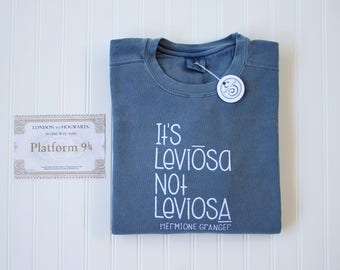 LONDON to HOGWARTS
Platform 9¾
It's
Leviōsa
Not
LeviosA
Hermione Granger